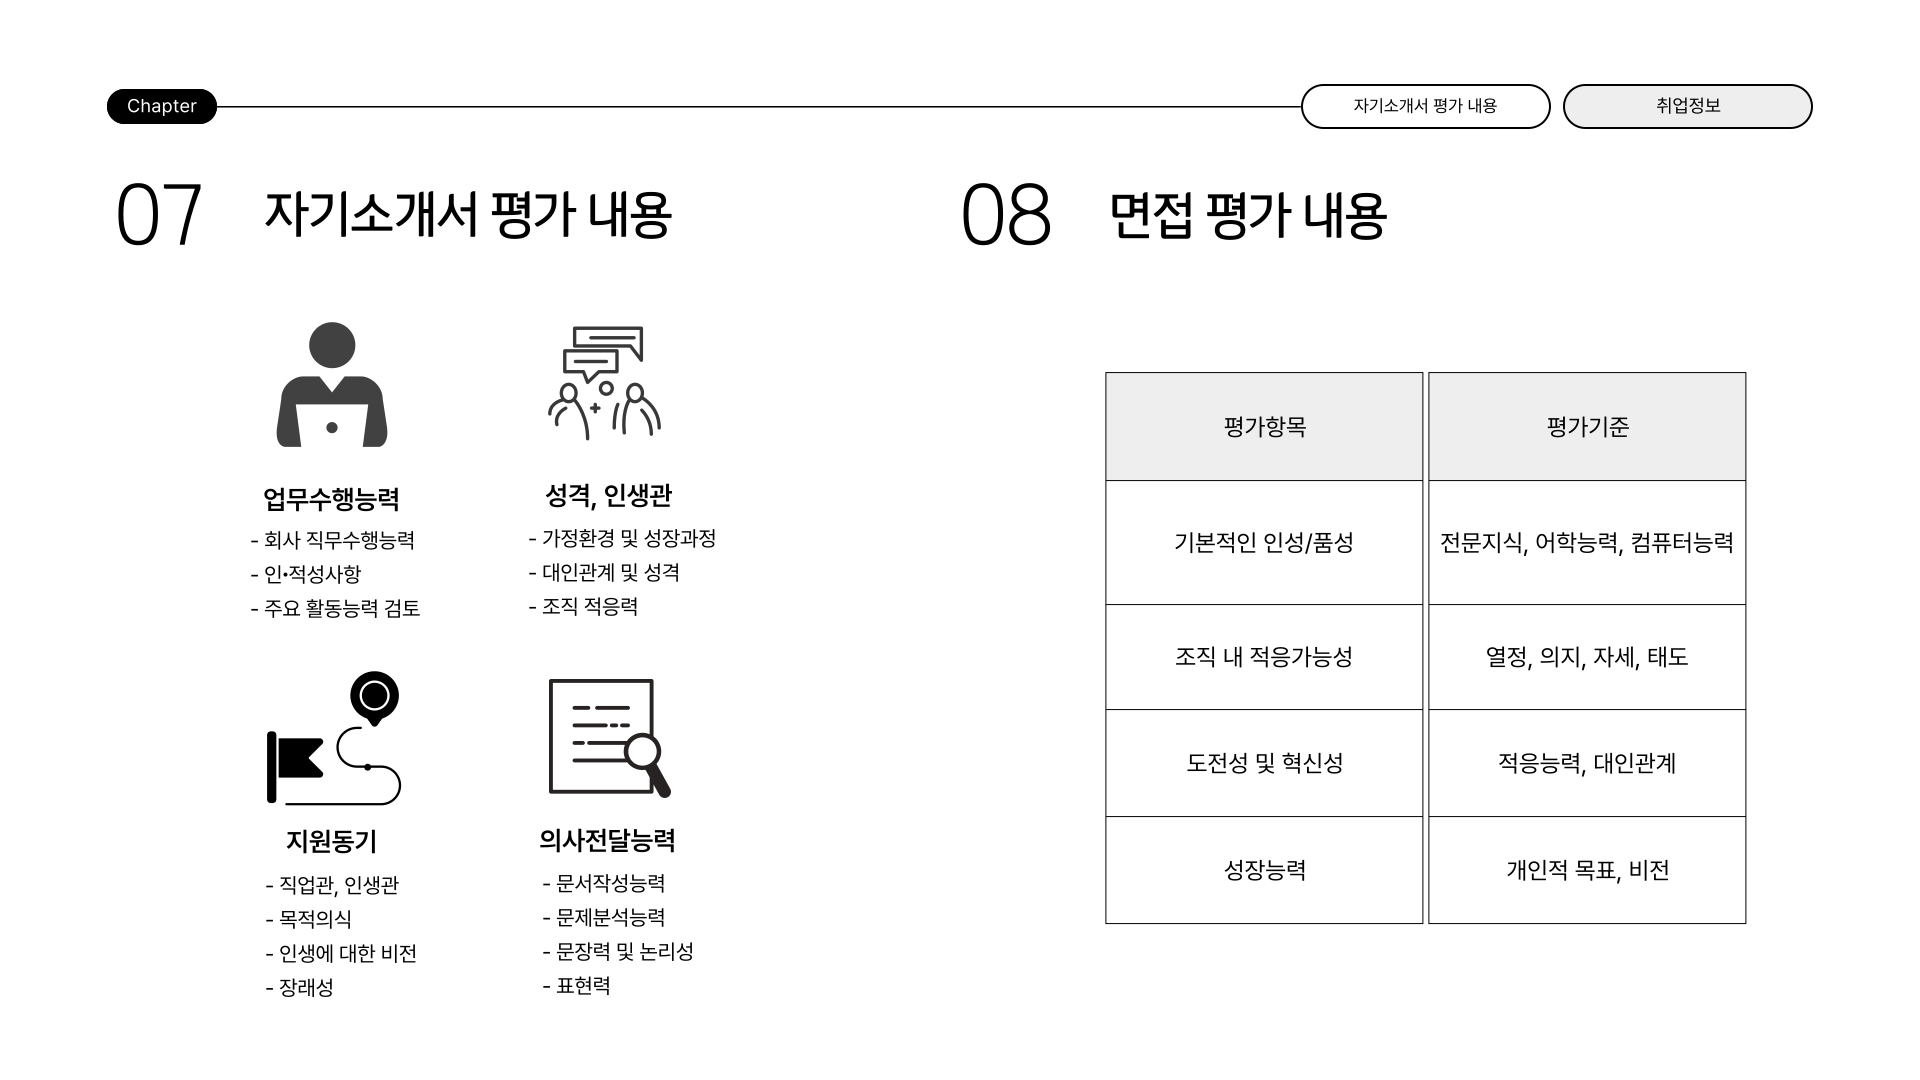 Chapter
자기소개서 평가 내용
취업정보
07 자기소개서 평가 내용
업무수행능력
- 회사 직무수행능력
- 인•적성사항
- 주요 활동능력 검토
성격, 인생관
- 가정환경 및 성장과정
- 대인관계 및 성격
- 조직 적응력
지원동기
- 직업관, 인생관
- 목적의식
- 인생에 대한 비전
- 장래성
의사전달능력
- 문서작성능력
- 문제분석능력
- 문장력 및 논리성
- 표현력
08 면접 평가 내용
평가항목 평가기준
기본적인 인성/품성 전문지식, 어학능력, 컴퓨터능력
조직 내 적응가능성 열정, 의지, 자세, 태도
도전성 및 혁신성 적응능력, 대인관계
성장능력 개인적 목표, 비전